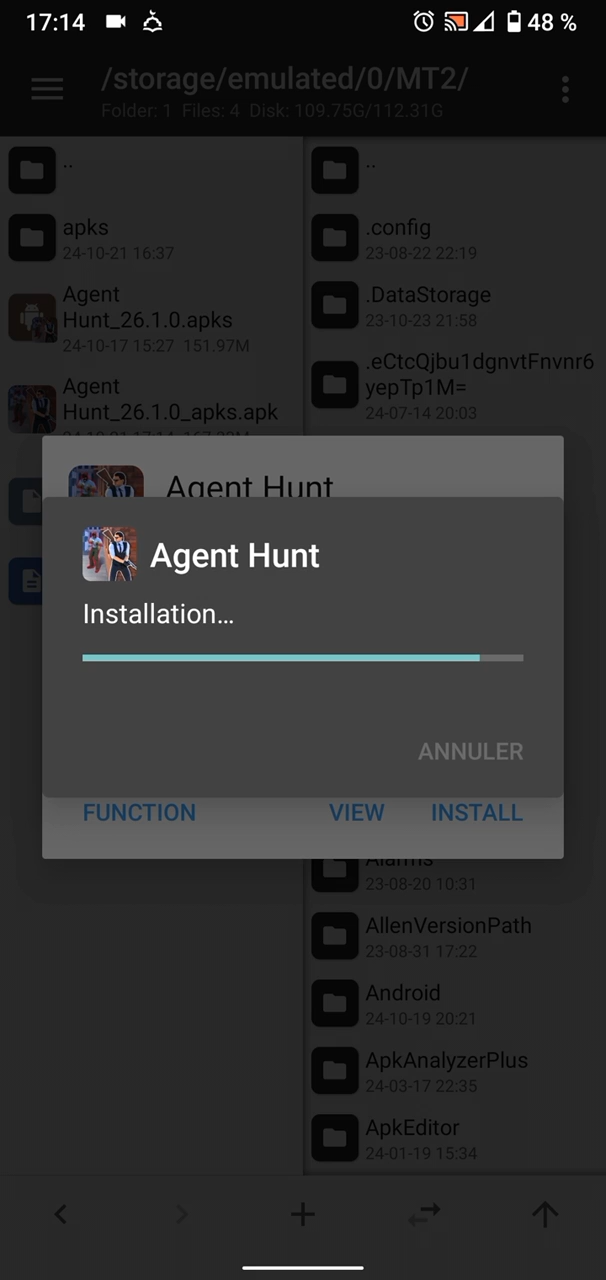 17:14
48 %
/storage/emulated/0/MT2/
Folder: 1  Files: 4  Disk: 109.75G/112.31G
..
apks
24-10-21 16:37
Agent
Hunt_26.1.0.apks
24-10-17 15:27  151.97M
Agent
Hunt_26.1.0_apks.apk
..
.config
23-08-22 22:19
.DataStorage
23-10-23 21:58
.eCtcQjbu1dgnvtFnvnr6
yepTp1M=
24-07-14 20:03
Agent Hunt
Agent Hunt
Installation…
ANNULER
FUNCTION
VIEW
INSTALL
Alarms
23-08-20 10:31
AllenVersionPath
23-08-31 17:22
Android
24-10-19 20:21
ApkAnalyzerPlus
24-03-17 22:35
ApkEditor
24-01-19 15:34